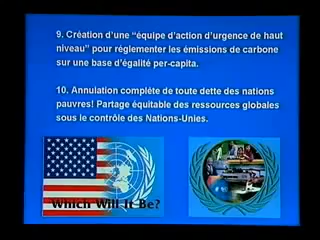 9. Création d'une “équipe d'action d'urgence de haut
niveau” pour réglementer les émissions de carbone
sur une base d'égalité per-capita.
10. Annulation complète de toute dette des nations
pauvres! Partage équitable des ressources globales
sous le contrôle des Nations-Unies.
Which Will It Be?